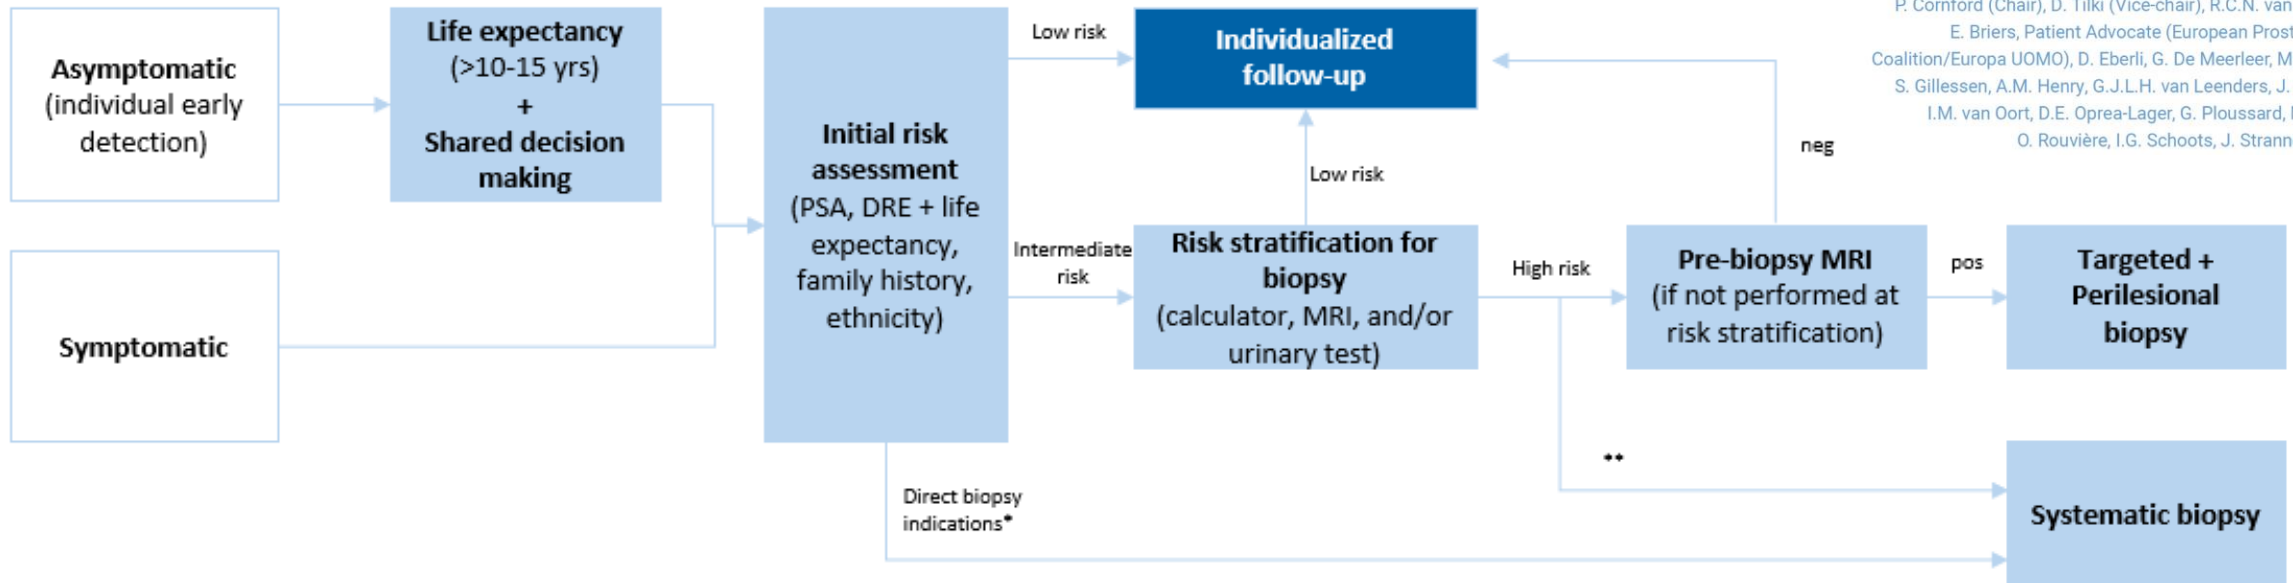 P. Cornford (Chair), D. Tilki (Vice-chair), R.C.N. van
E. Briers, Patient Advocate (European Prost
Coalition/Europa UOMO), D. Eberli, G. De Meerleer, M
S. Gillessen, A.M. Henry, G.J.L.H. van Leenders, J.
I.M. van Oort, D.E. Oprea-Lager, G. Ploussard,
O. Rouvière, I.G. Schoots, J. Strann
Asymptomatic
(individual early
detection)
Life expectancy
(>10-15 yrs)
+
Shared decision
making
Symptomatic
Initial risk
assessment
(PSA, DRE + life
expectancy,
family history,
ethnicity)
Low risk
Individualized
follow-up
Low risk
neg
Intermediate
risk
Risk stratification for
biopsy
(calculator, MRI, and/or
urinary test)
High risk
Pre-biopsy MRI
(if not performed at
risk stratification)
pos
Targeted +
Perilesional
biopsy
**
Direct biopsy
indications*
Systematic biopsy